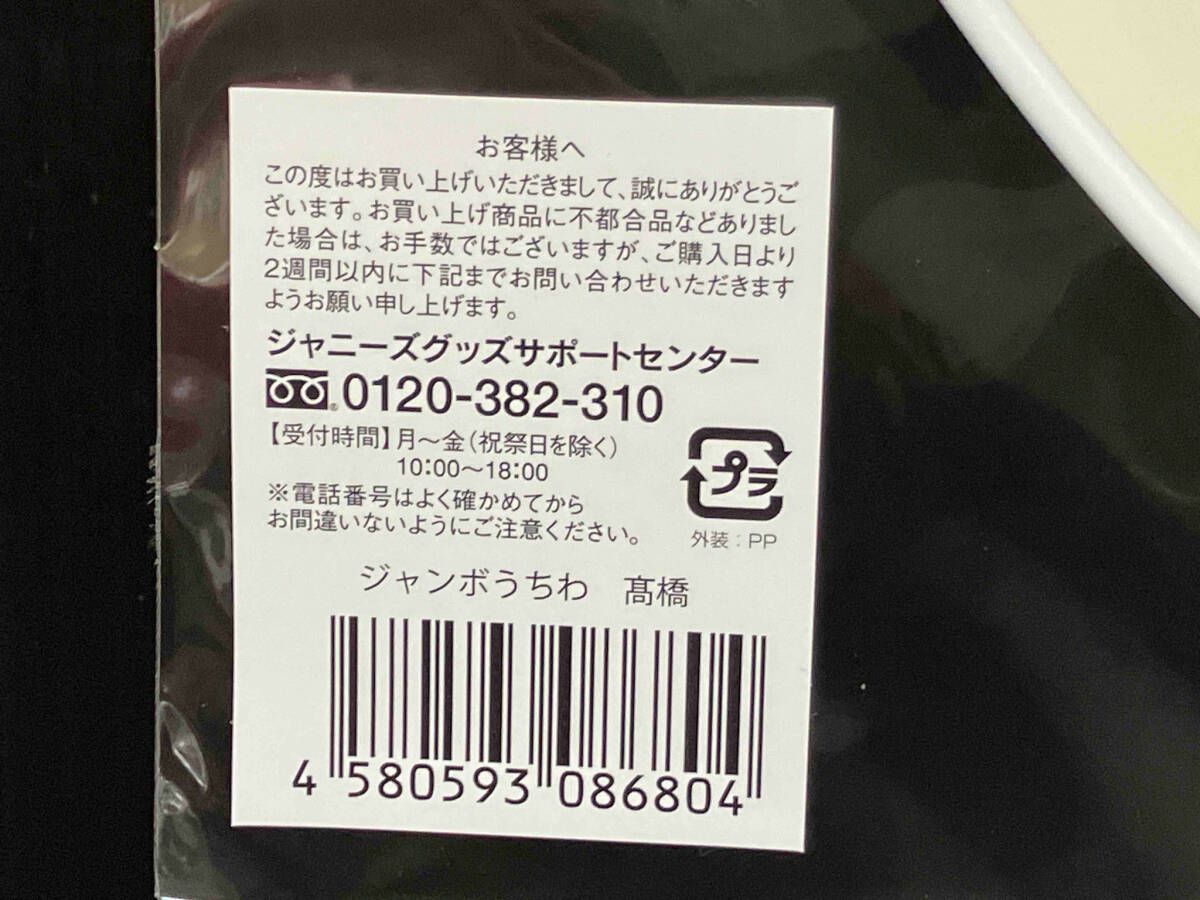 お客様へ
この度はお買い上げいただきまして、誠にありがとうご
ざいます。お買い上げ商品に不都合品などありまし
た場合は、お手数ではございますが、ご購入日より
2週間以内に下記までお問い合わせいただきます
ようお願い申し上げます。
ジャニーズグッズサポートセンター
0120-382-310
【受付時間】月〜金（祝祭日を除く）
10:00〜18:00
※電話番号はよく確かめてから
お間違いないようにご注意ください。
プラ
外装：PP
ジャンボうちわ 髙橋
4 580593 086804